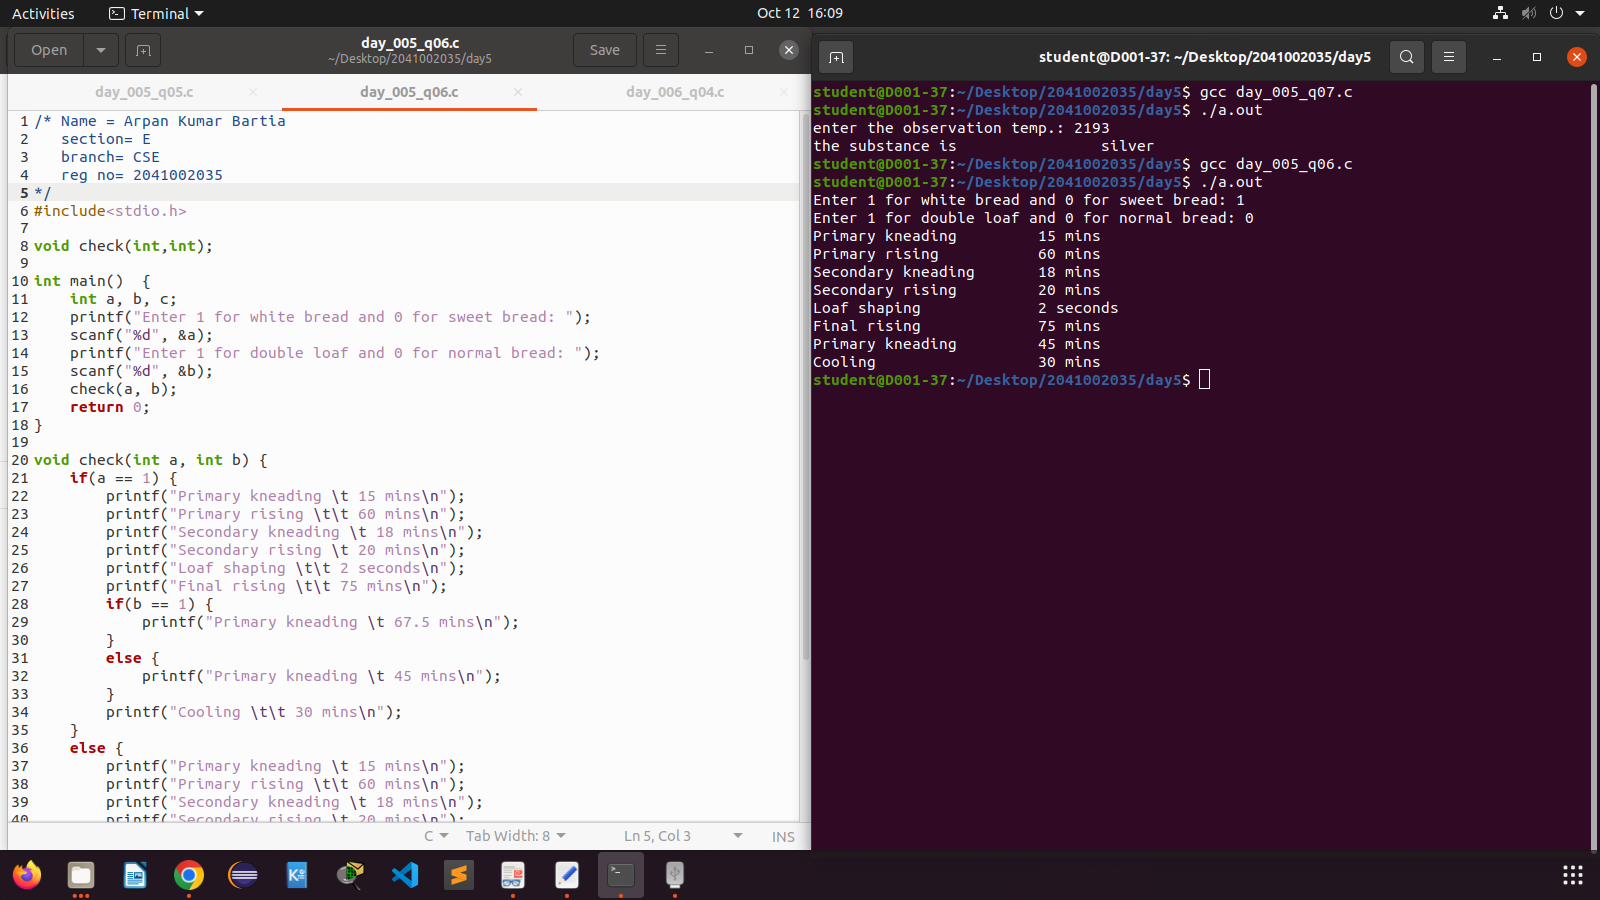 Activities
Terminal
Oct 12 16:09
Open
day_005_q06.c
~/Desktop/2041002035/day5
Save
day_005_q05.c
day_005_q06.c
day_006_q04.c
1 /* Name = Arpan Kumar Bartia
2    section= E
3    branch= CSE
4    reg no= 2041002035
5 */
6 #include<stdio.h>
7
8 void check(int,int);
9
10 int main()  {
11     int a, b, c;
12     printf("Enter 1 for white bread and 0 for sweet bread: ");
13     scanf("%d", &a);
14     printf("Enter 1 for double loaf and 0 for normal bread: ");
15     scanf("%d", &b);
16     check(a, b);
17     return 0;
18 }
19
20 void check(int a, int b) {
21     if(a == 1) {
22         printf("Primary kneading \t 15 mins\n");
23         printf("Primary rising \t\t 60 mins\n");
24         printf("Secondary kneading \t 18 mins\n");
25         printf("Secondary rising \t 20 mins\n");
26         printf("Loaf shaping \t\t 2 seconds\n");
27         printf("Final rising \t\t 75 mins\n");
28         if(b == 1) {
29             printf("Primary kneading \t 67.5 mins\n");
30         }
31         else {
32             printf("Primary kneading \t 45 mins\n");
33         }
34         printf("Cooling \t\t 30 mins\n");
35     }
36     else {
37         printf("Primary kneading \t 15 mins\n");
38         printf("Primary rising \t\t 60 mins\n");
39         printf("Secondary kneading \t 18 mins\n");
40         printf("Secondary rising \t 20 mins\n");
C
Tab Width: 8
Ln 5, Col 3
INS
student@D001-37: ~/Desktop/2041002035/day5
student@D001-37:~/Desktop/2041002035/day5$ gcc day_005_q07.c
student@D001-37:~/Desktop/2041002035/day5$ ./a.out
enter the observation temp.: 2193
the substance is                silver
student@D001-37:~/Desktop/2041002035/day5$ gcc day_005_q06.c
student@D001-37:~/Desktop/2041002035/day5$ ./a.out
Enter 1 for white bread and 0 for sweet bread: 1
Enter 1 for double loaf and 0 for normal bread: 0
Primary kneading         15 mins
Primary rising           60 mins
Secondary kneading       18 mins
Secondary rising         20 mins
Loaf shaping             2 seconds
Final rising             75 mins
Primary kneading         45 mins
Cooling                  30 mins
student@D001-37:~/Desktop/2041002035/day5$